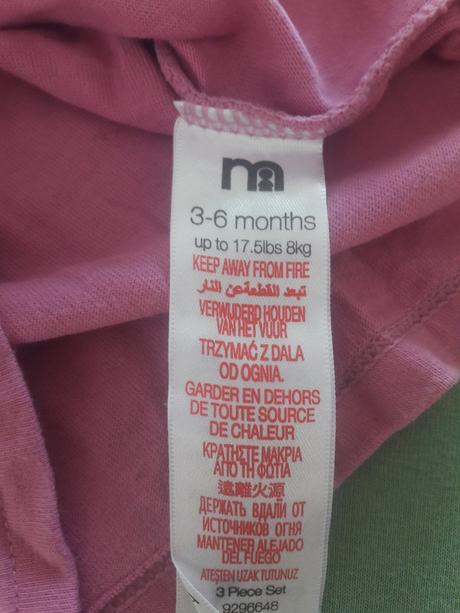 m
3-6 months
up to 17.5lbs 8kg
KEEP AWAY FROM FIRE
تبعد القطعة عن النار
VERWIJDERD HOUDEN
VAN HET VUUR
TRZYMAĆ Z DALA
OD OGNIA.
GARDER EN DEHORS
DE TOUTE SOURCE
DE CHALEUR
ΚΡΑΤΗΣΤΕ ΜΑΚΡΙΑ
ΑΠΟ ΤΗ ΦΩΤΙΑ
遠離火源
ДЕРЖАТЬ ВДАЛИ ОТ
ИСТОЧНИКОВ ОГНЯ
MANTENER ALEJADO
DEL FUEGO
ATEŞTEN UZAK TUTUNUZ
3 Piece Set
9296648